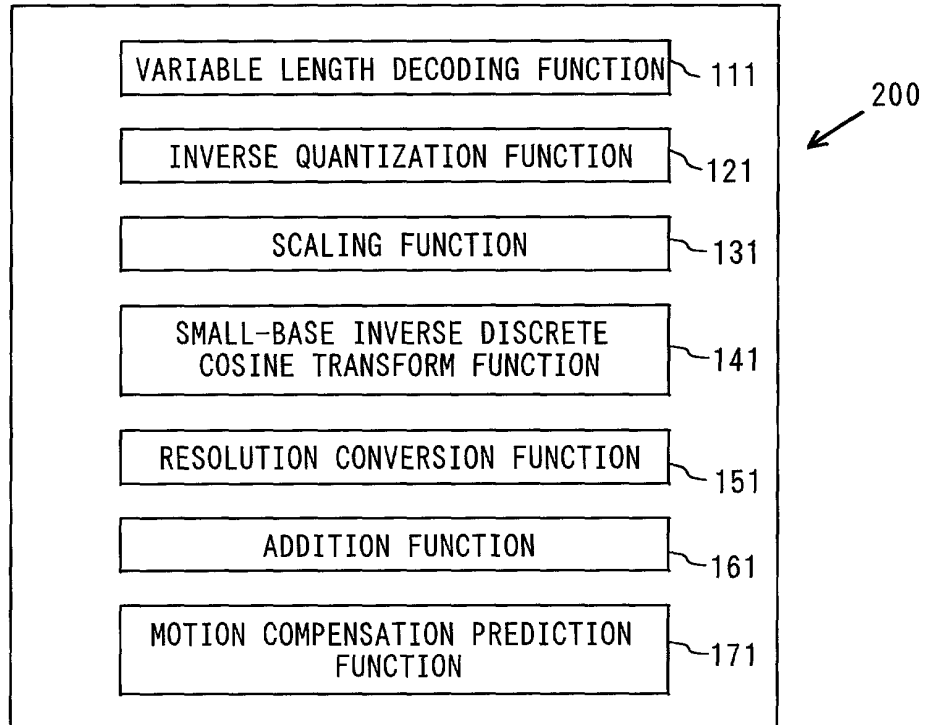 VARIABLE LENGTH DECODING FUNCTION 111
200
INVERSE QUANTIZATION FUNCTION 121
SCALING FUNCTION 131
SMALL-BASE INVERSE DISCRETE
COSINE TRANSFORM FUNCTION 141
RESOLUTION CONVERSION FUNCTION 151
ADDITION FUNCTION 161
MOTION COMPENSATION PREDICTION
FUNCTION 171